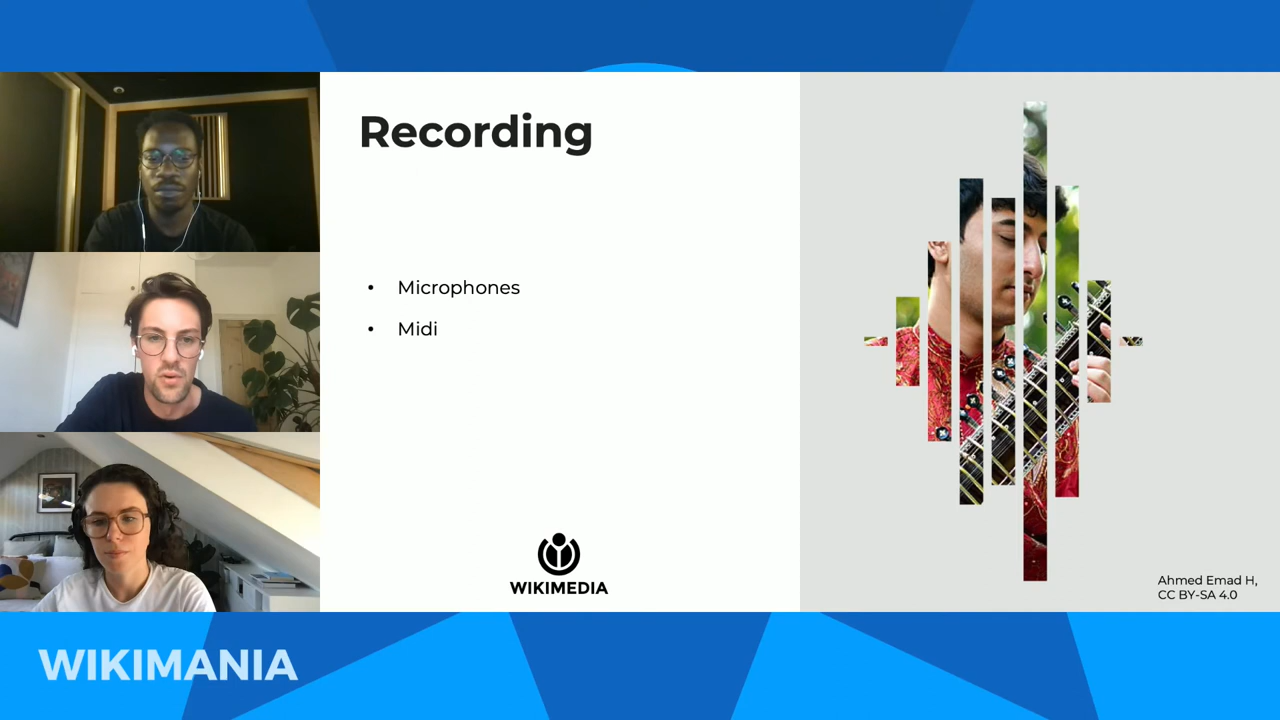 Recording
• Microphones
• Midi
WIKIMEDIA
Ahmed Emad H,
CC BY-SA 4.0
WIKIMANIA